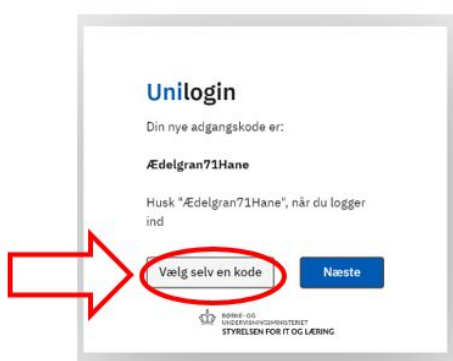 Unilogin
Din nye adgangskode er:
Ædelgran71Hane
Husk "Ædelgran71Hane", når du logger
ind
Vælg selv en kode
Næste
BØRNE- OG
UNDERVISNINGSMINISTERIET
STYRELSEN FOR IT OG LÆRING